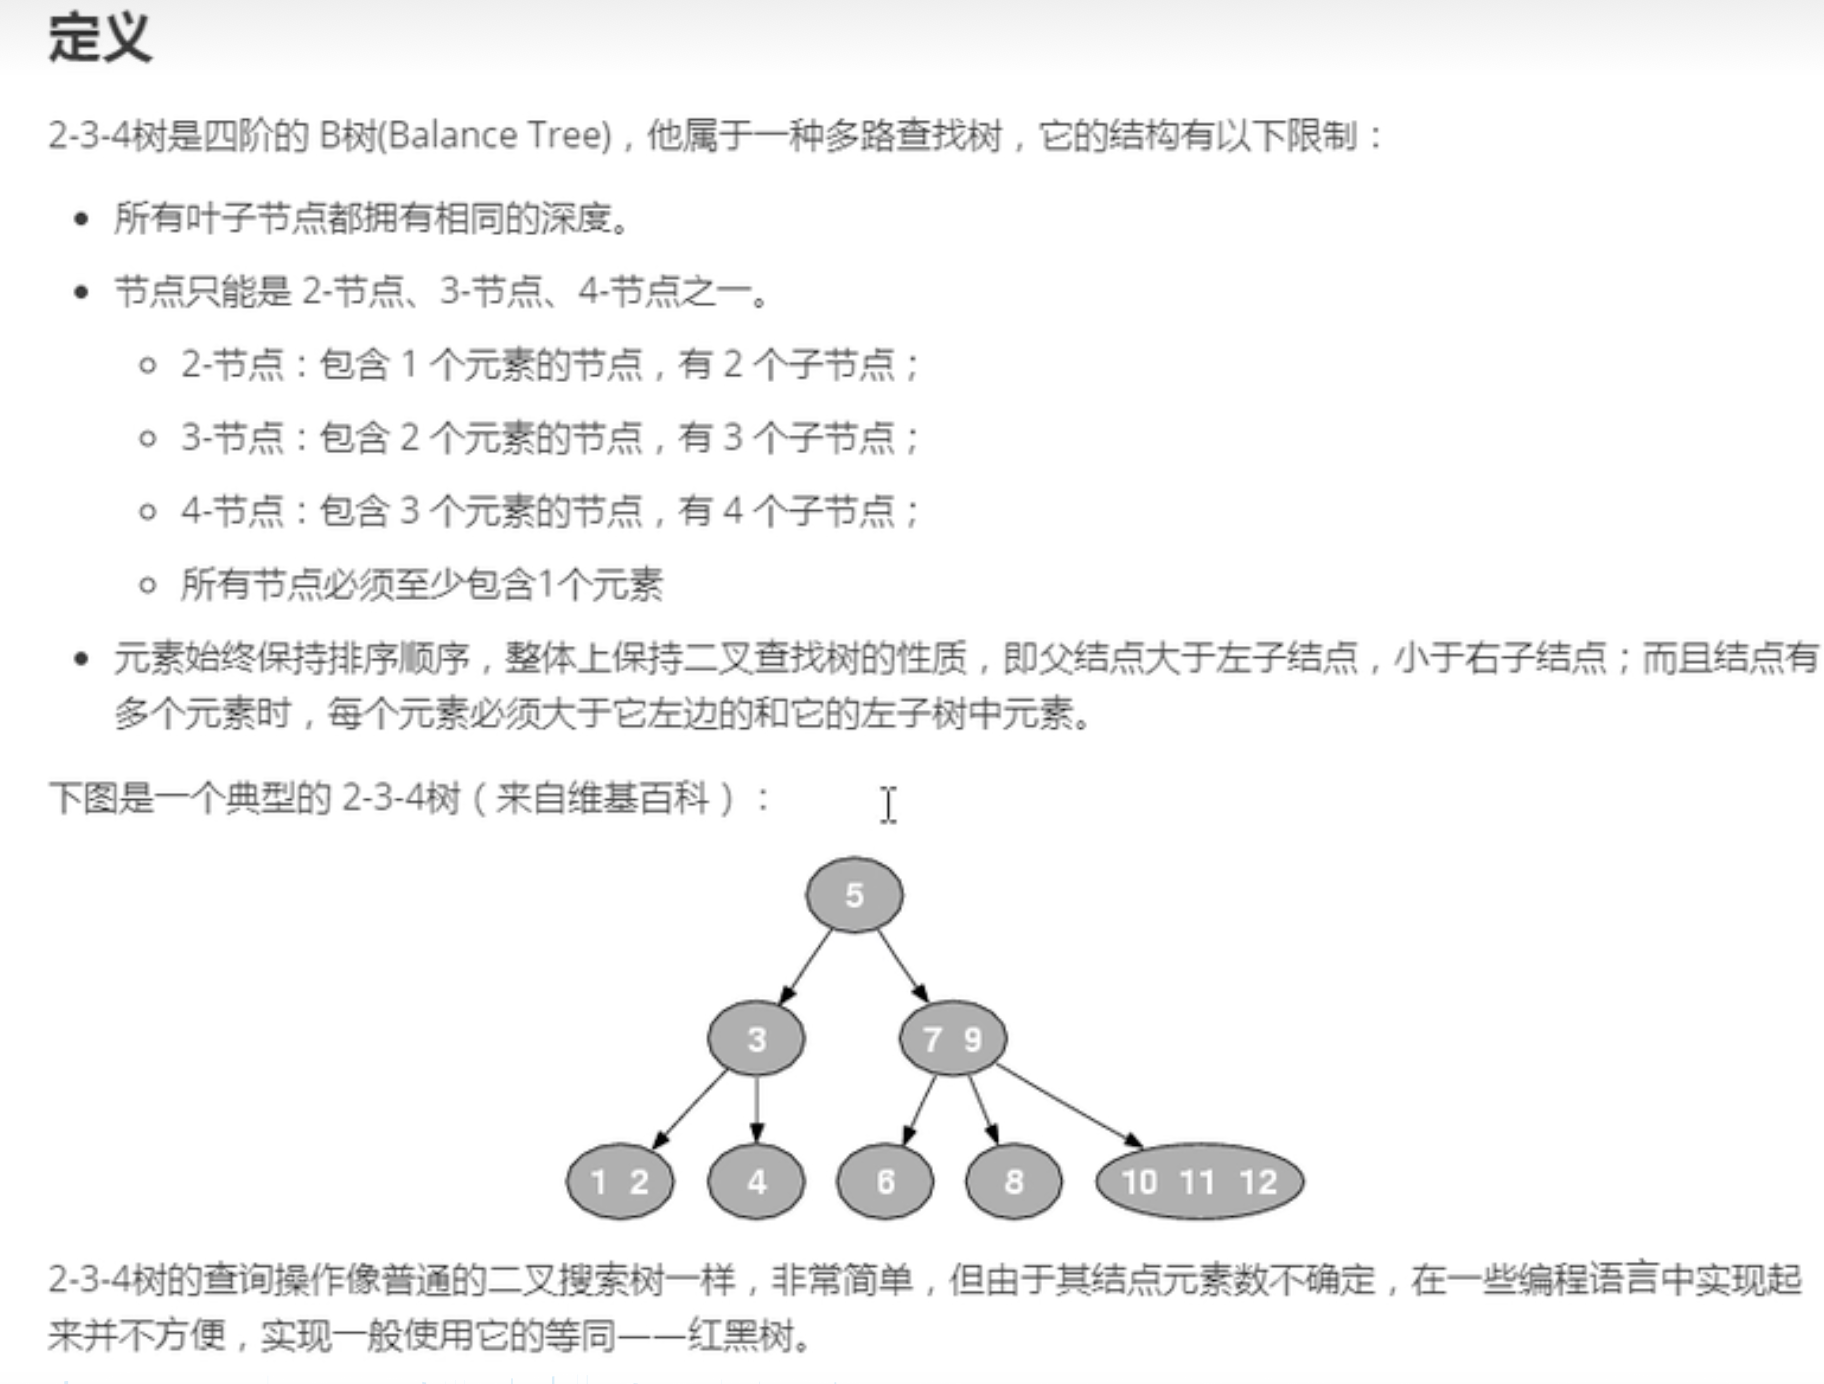 定义
2-3-4树是四阶的 B树(Balance Tree)，他属于一种多路查找树，它的结构有以下限制：
所有叶子节点都拥有相同的深度。
节点只能是 2-节点、3-节点、4-节点之一。
2-节点：包含 1 个元素的节点，有 2 个子节点；
3-节点：包含 2 个元素的节点，有 3 个子节点；
4-节点：包含 3 个元素的节点，有 4 个子节点；
所有节点必须至少包含1个元素
元素始终保持排序顺序，整体上保持二叉查找树的性质，即父结点大于左子结点，小于右子结点；而且结点有
多个元素时，每个元素必须大于它左边的和它的左子树中元素。
下图是一个典型的 2-3-4树（来自维基百科）：
5
3 7 9
1 2 4 6 8 10 11 12
2-3-4树的查询操作像普通的二叉搜索树一样，非常简单，但由于其结点元素数不确定，在一些编程语言中实现起
来并不方便，实现一般使用它的等同——红黑树。